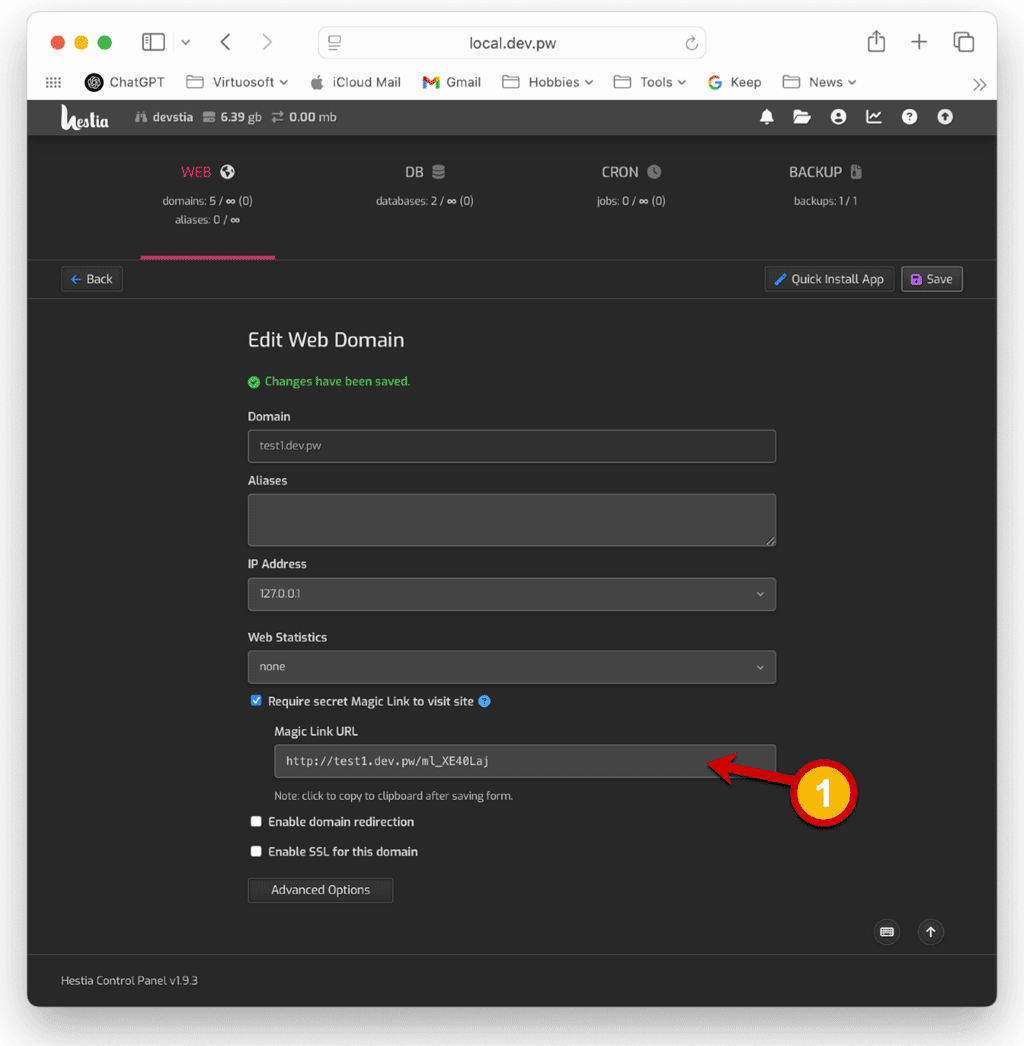 local.dev.pw
ChatGPT Virtuosoft iCloud Mail Gmail Hobbies Tools Keep News
hestia devstia 6.39 gb 0.00 mb
WEB DB CRON BACKUP
domains: 5 / ∞ (0) databases: 2 / ∞ (0) jobs: 0 / ∞ (0) backups: 1 / 1
aliases: 0 / ∞
Back Quick Install App Save
Edit Web Domain
Changes have been saved.
Domain
test1.dev.pw
Aliases
IP Address
127.0.0.1
Web Statistics
none
Require secret Magic Link to visit site ?
Magic Link URL
http://test1.dev.pw/ml_XE40Laj
1
Note: click to copy to clipboard after saving form.
Enable domain redirection
Enable SSL for this domain
Advanced Options
Hestia Control Panel v1.9.3